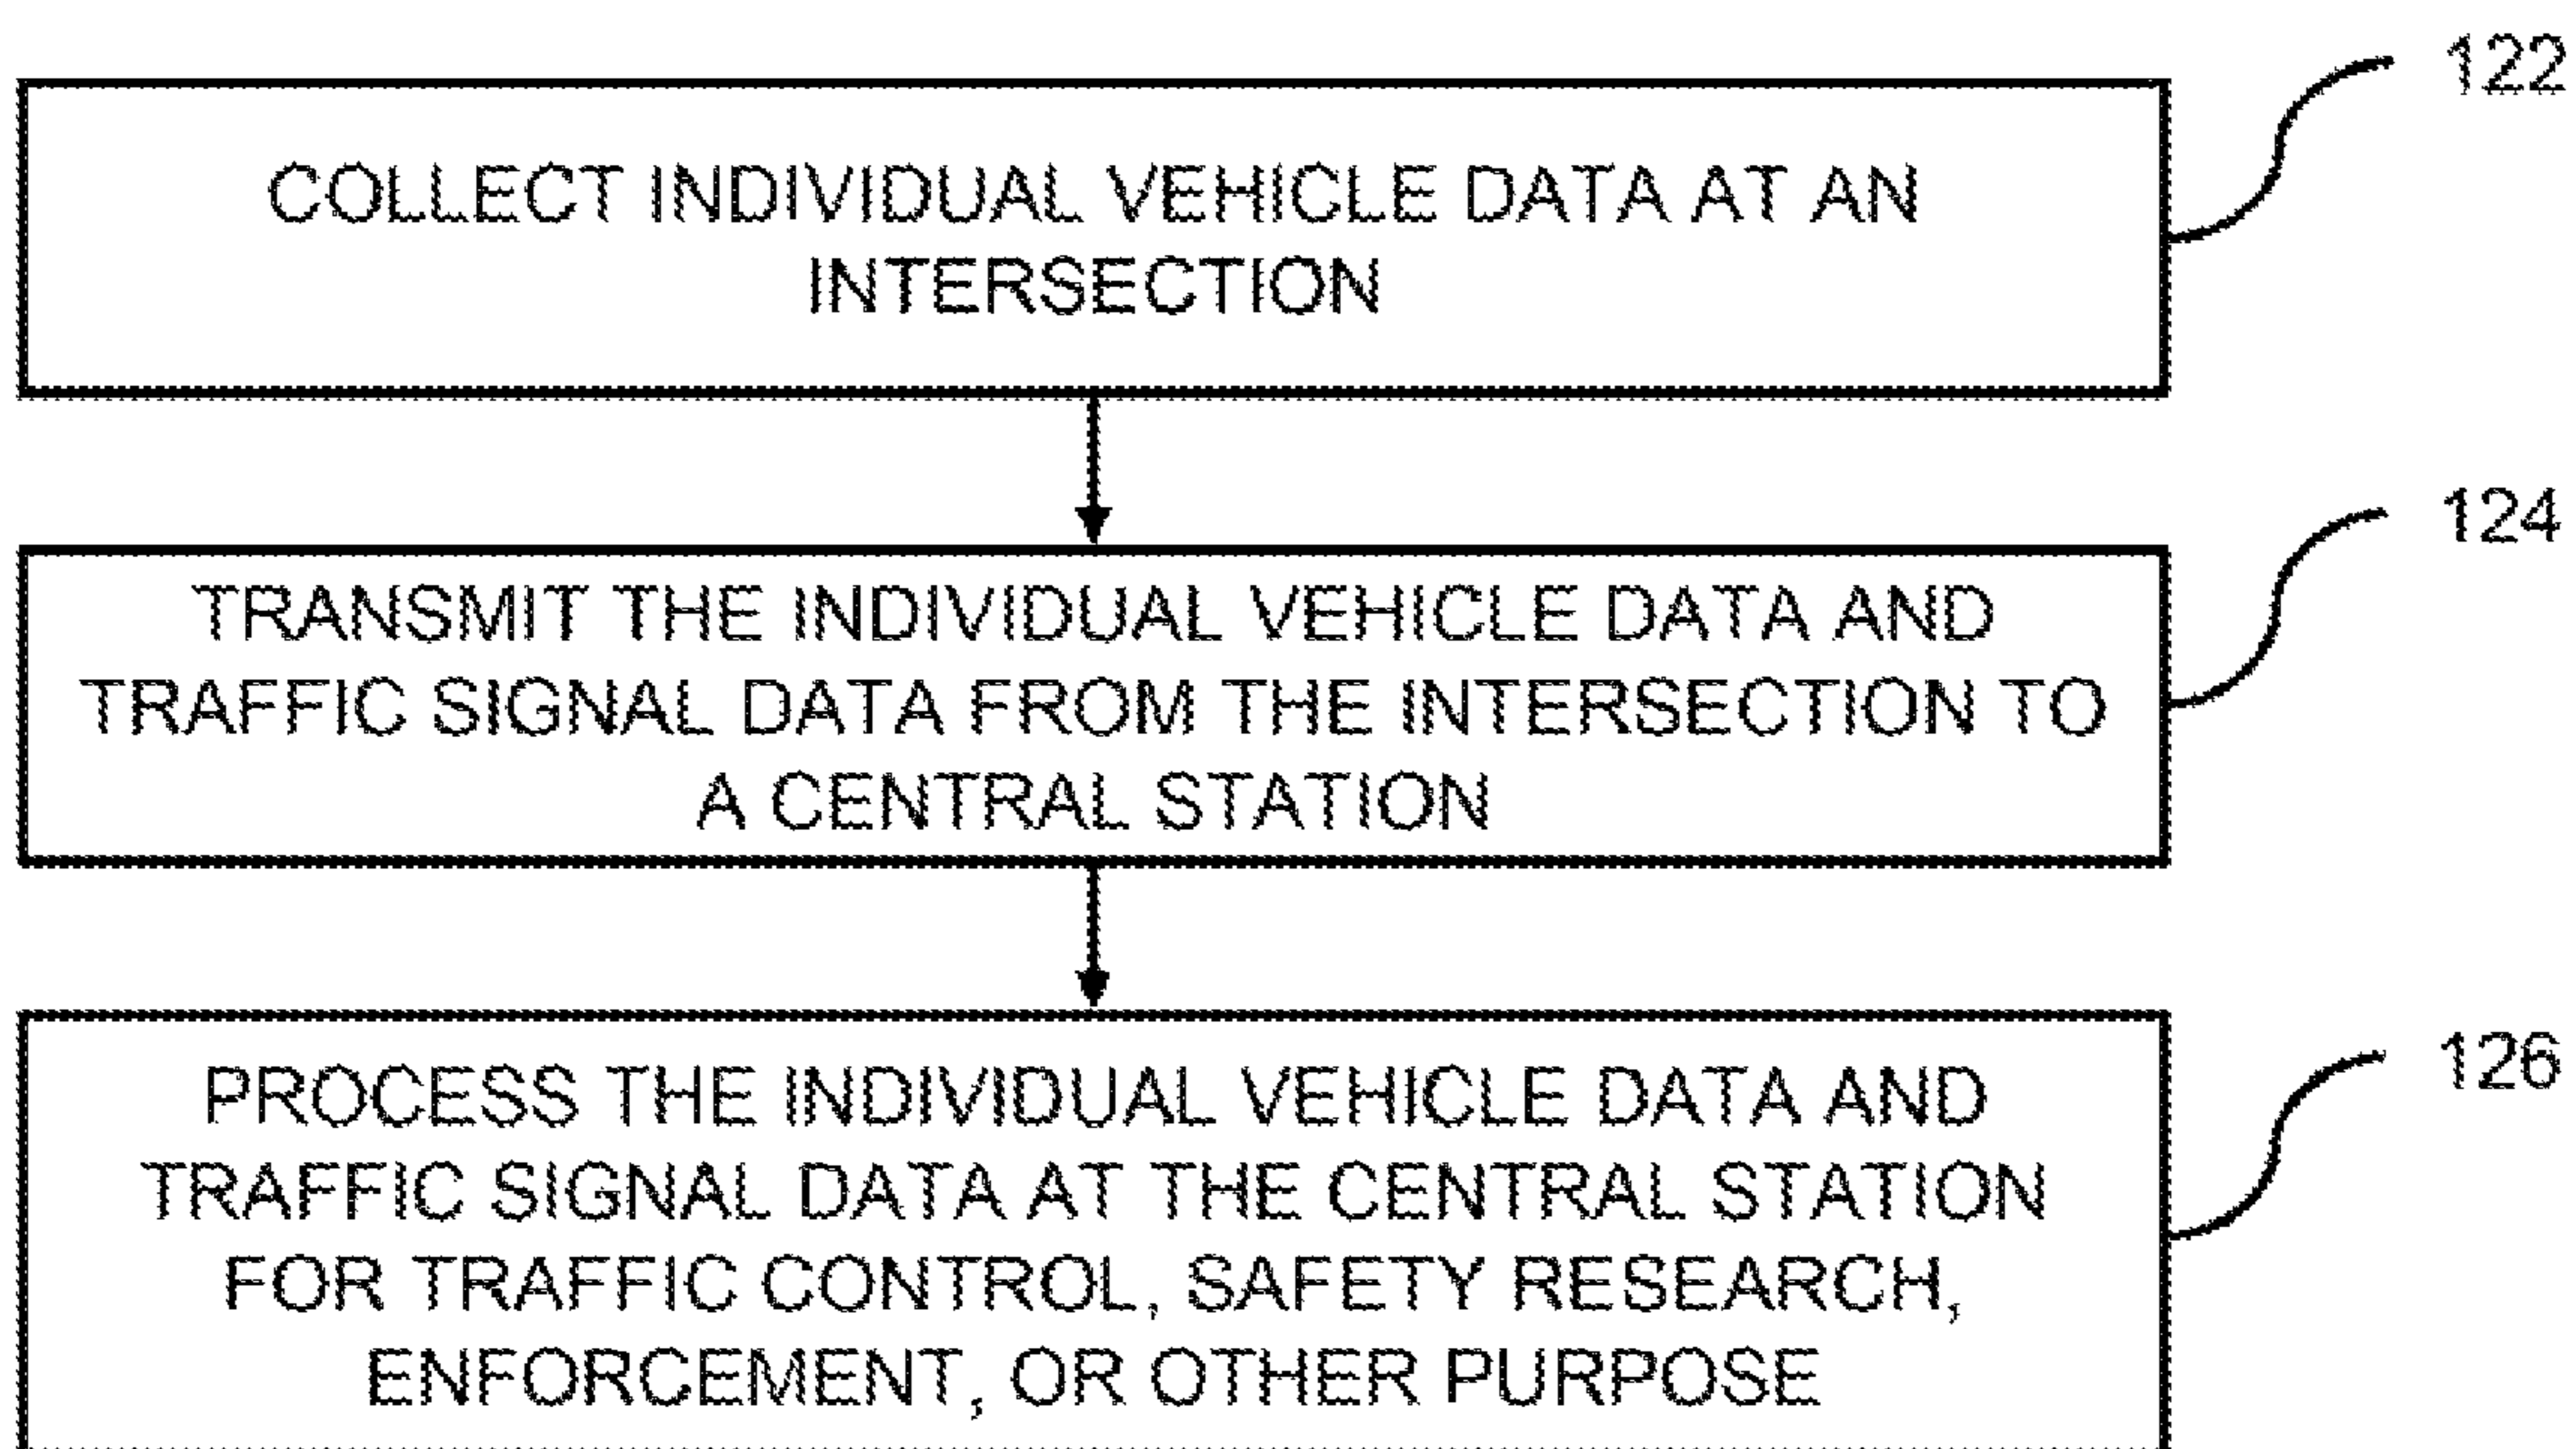 122
COLLECT INDIVIDUAL VEHICLE DATA AT AN
INTERSECTION
124
TRANSMIT THE INDIVIDUAL VEHICLE DATA AND
TRAFFIC SIGNAL DATA FROM THE INTERSECTION TO
A CENTRAL STATION
126
PROCESS THE INDIVIDUAL VEHICLE DATA AND
TRAFFIC SIGNAL DATA AT THE CENTRAL STATION
FOR TRAFFIC CONTROL, SAFETY RESEARCH,
ENFORCEMENT, OR OTHER PURPOSE